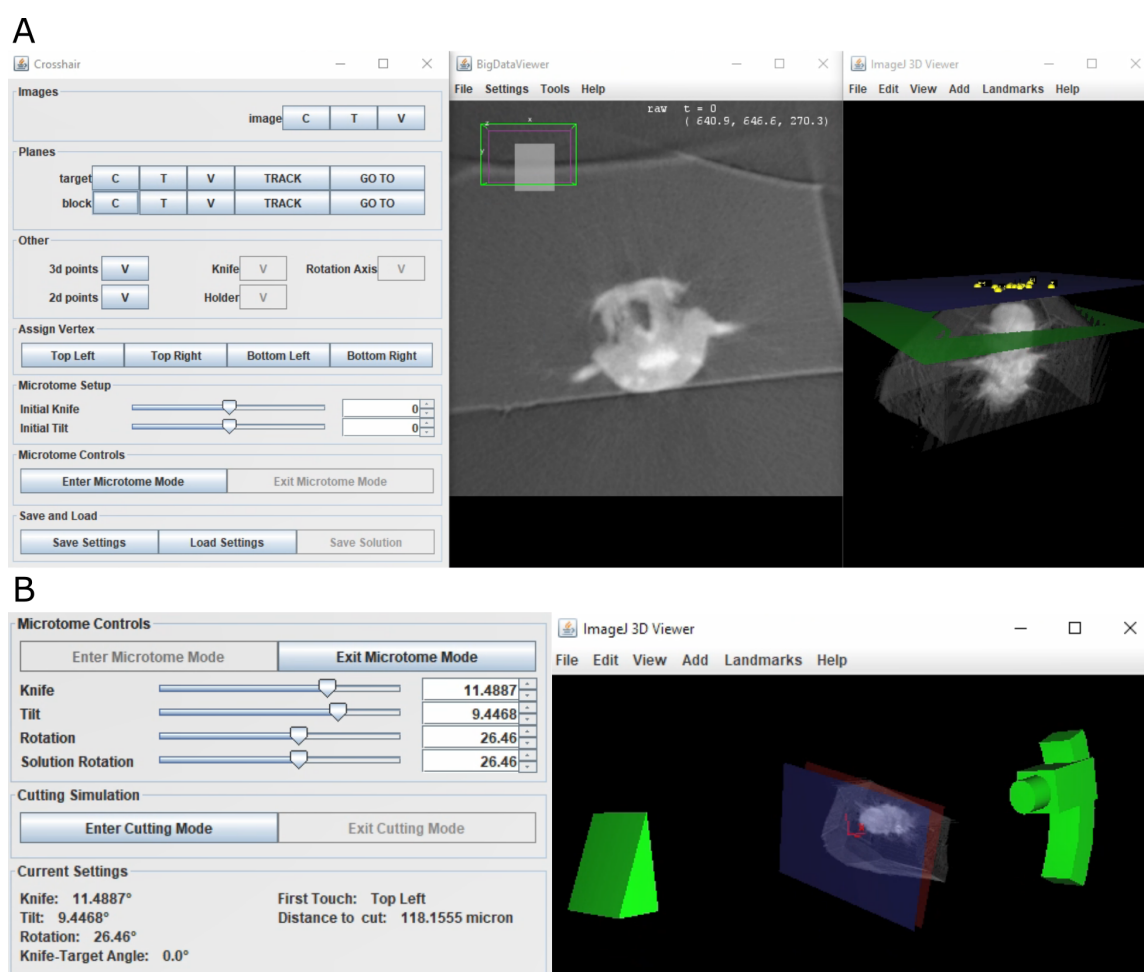 A
Crosshair
Images
image C T V
Planes
target C T V TRACK GO TO
block C T V TRACK GO TO
Other
3d points V Knife V Rotation Axis V
2d points V Holder V
Assign Vertex
Top Left Top Right Bottom Left Bottom Right
Microtome Setup
Initial Knife 0
Initial Tilt 0
Microtome Controls
Enter Microtome Mode Exit Microtome Mode
Save and Load
Save Settings Load Settings Save Solution
BigDataViewer
File Settings Tools Help
raw t = 0
( 640.9, 646.6, 270.3)
x
z
y
ImageJ 3D Viewer
File Edit View Add Landmarks Help
B
Microtome Controls
Enter Microtome Mode Exit Microtome Mode
Knife 11.4887
Tilt 9.4468
Rotation 26.46
Solution Rotation 26.46
Cutting Simulation
Enter Cutting Mode Exit Cutting Mode
Current Settings
Knife: 11.4887° First Touch: Top Left
Tilt: 9.4468° Distance to cut: 118.1555 micron
Rotation: 26.46°
Knife-Target Angle: 0.0°
ImageJ 3D Viewer
File Edit View Add Landmarks Help